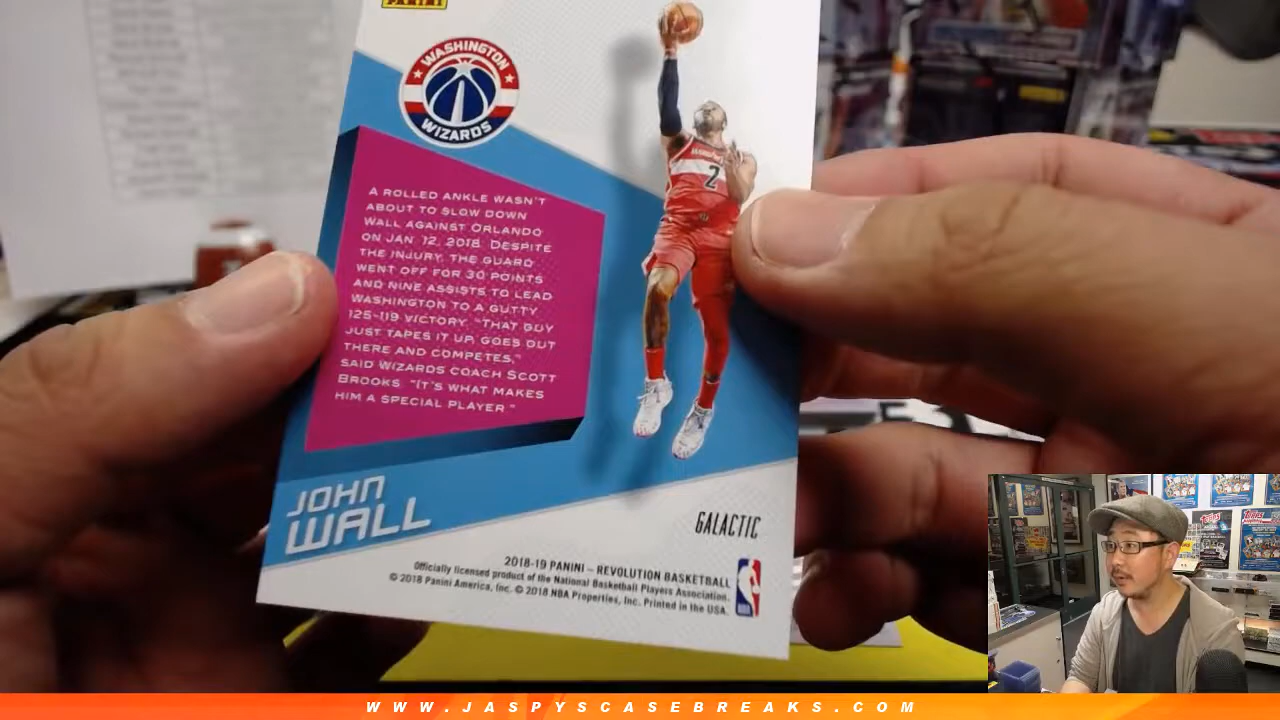 PANINI
WASHINGTON
WIZARDS
2
A ROLLED ANKLE WASN'T
ABOUT TO SLOW DOWN
WALL AGAINST ORLANDO
ON JAN. 12, 2018. DESPITE
THE INJURY, THE GUARD
WENT OFF FOR 30 POINTS
AND NINE ASSISTS TO LEAD
WASHINGTON TO A GUTTY
125-119 VICTORY. "THAT GUY
JUST TAPES IT UP, GOES OUT
THERE AND COMPETES,"
SAID WIZARDS COACH SCOTT
BROOKS. "IT'S WHAT MAKES
HIM A SPECIAL PLAYER."
JOHN
WALL
GALACTIC
2018-19 PANINI – REVOLUTION BASKETBALL
Officially licensed product of the National Basketball Players Association.
© 2018 Panini America, Inc. © 2018 NBA Properties, Inc. Printed in the USA.
WWW.JASPYSCASEBREAKS.COM